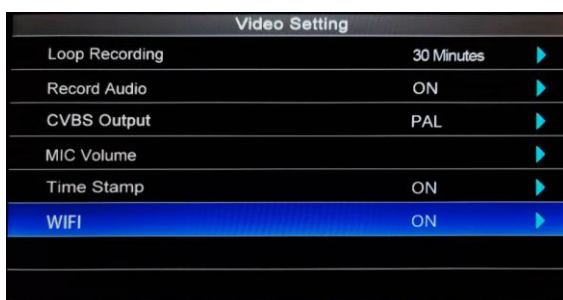 Video Setting
Loop Recording 30 Minutes
Record Audio ON
CVBS Output PAL
MIC Volume
Time Stamp ON
WIFI ON